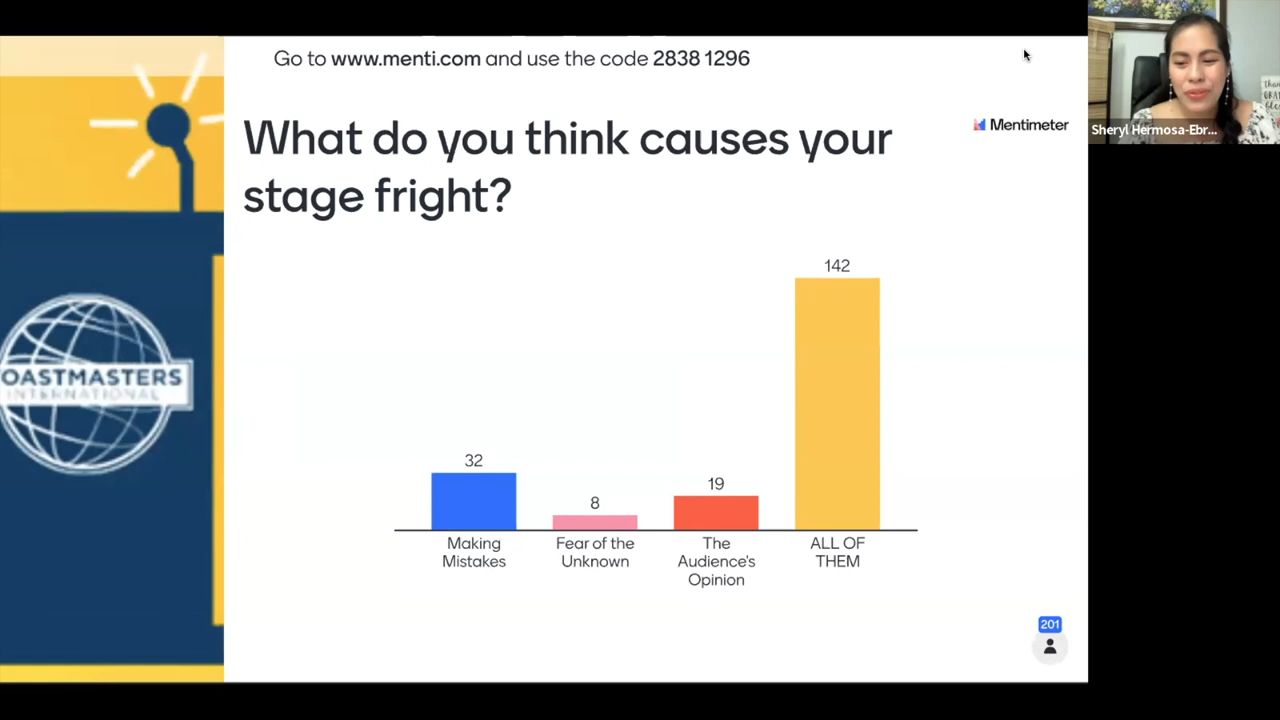 Go to www.menti.com and use the code 2838 1296
What do you think causes your
stage fright?
Mentimeter
Sheryl Hermosa-Ebr...
OASTMASTERS
INTERNATIONAL
142
32
8
19
Making
Mistakes
Fear of the
Unknown
The
Audience's
Opinion
ALL OF
THEM
201